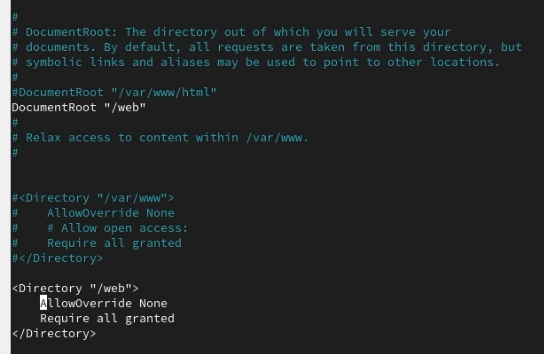 #
# DocumentRoot: The directory out of which you will serve your
# documents. By default, all requests are taken from this directory, but
# symbolic links and aliases may be used to point to other locations.
#
#DocumentRoot "/var/www/html"
DocumentRoot "/web"
#
# Relax access to content within /var/www.
#
#<Directory "/var/www">
#    AllowOverride None
#    # Allow open access:
#    Require all granted
#</Directory>
<Directory "/web">
    AllowOverride None
    Require all granted
</Directory>